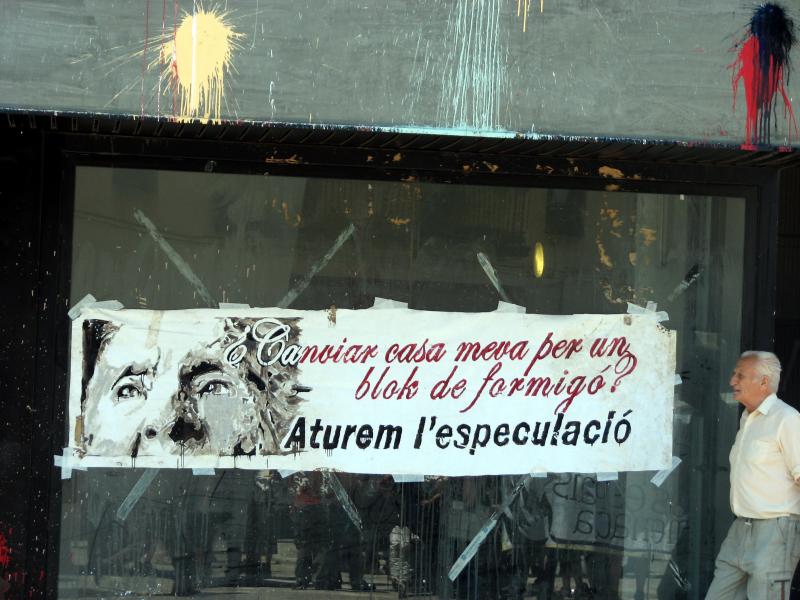 ¿Canviar casa meva per un
blok de formigó?
Aturem l'especulació